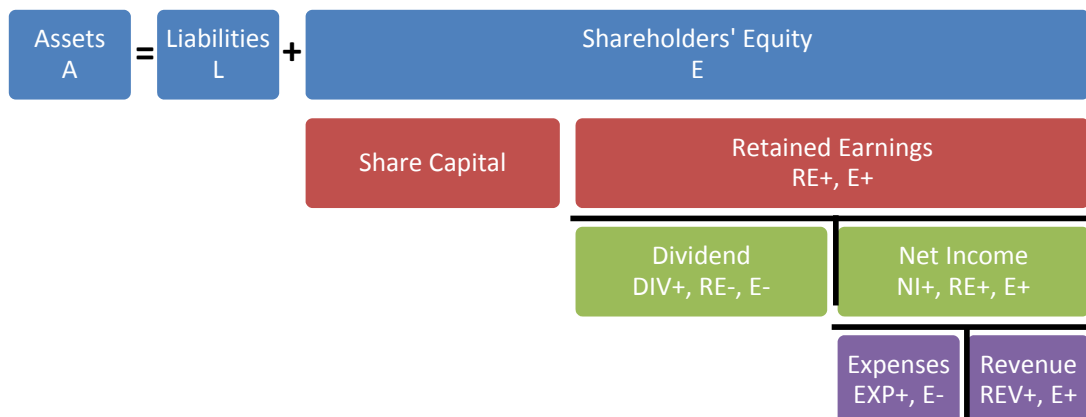 Assets
A
=
Liabilities
L
+
Shareholders' Equity
E
Share Capital
Retained Earnings
RE+, E+
Dividend
DIV+, RE-, E-
Net Income
NI+, RE+, E+
Expenses
EXP+, E-
Revenue
REV+, E+